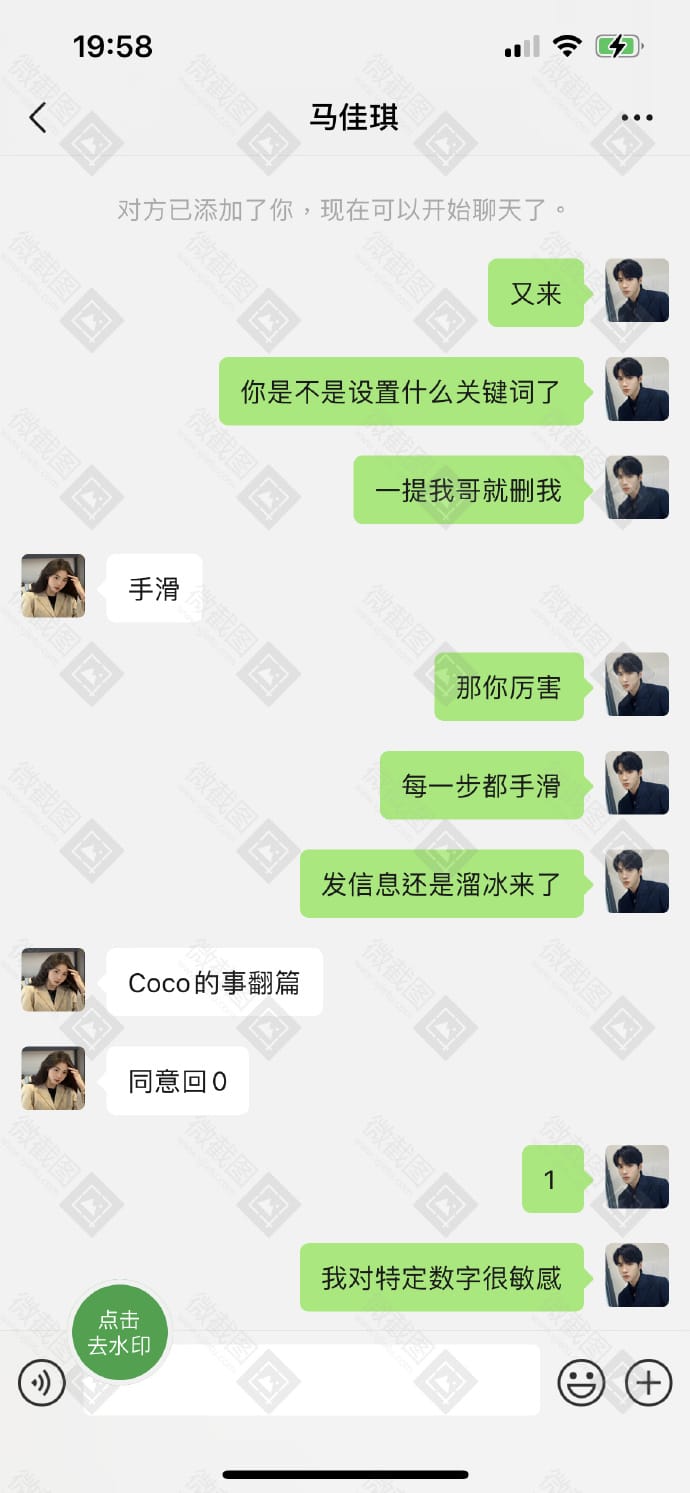 19:58
马佳琪
对方已添加了你，现在可以开始聊天了。
又来
你是不是设置什么关键词了
一提我哥就删我
手滑
那你厉害
每一步都手滑
发信息还是溜冰来了
Coco的事翻篇
同意回0
1
我对特定数字很敏感
点击
去水印
微截图